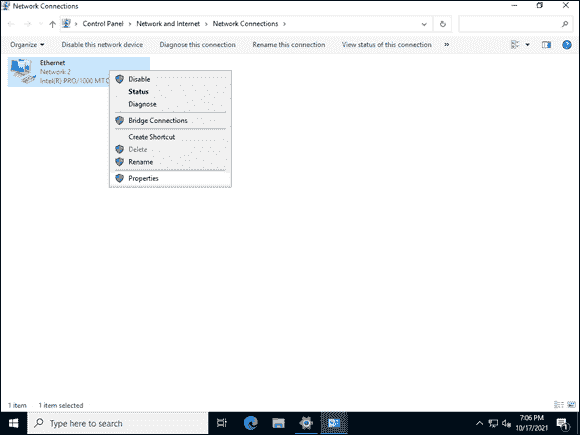 Network Connections
Control Panel > Network and Internet > Network Connections >
Organize Disable this network device Diagnose this connection Rename this connection View status of this connection »
Ethernet
Network 2
Intel(R) PRO/1000 MT
Disable
Status
Diagnose
Bridge Connections
Create Shortcut
Delete
Rename
Properties
1 item 1 item selected
Type here to search
7:06 PM
10/17/2021
1